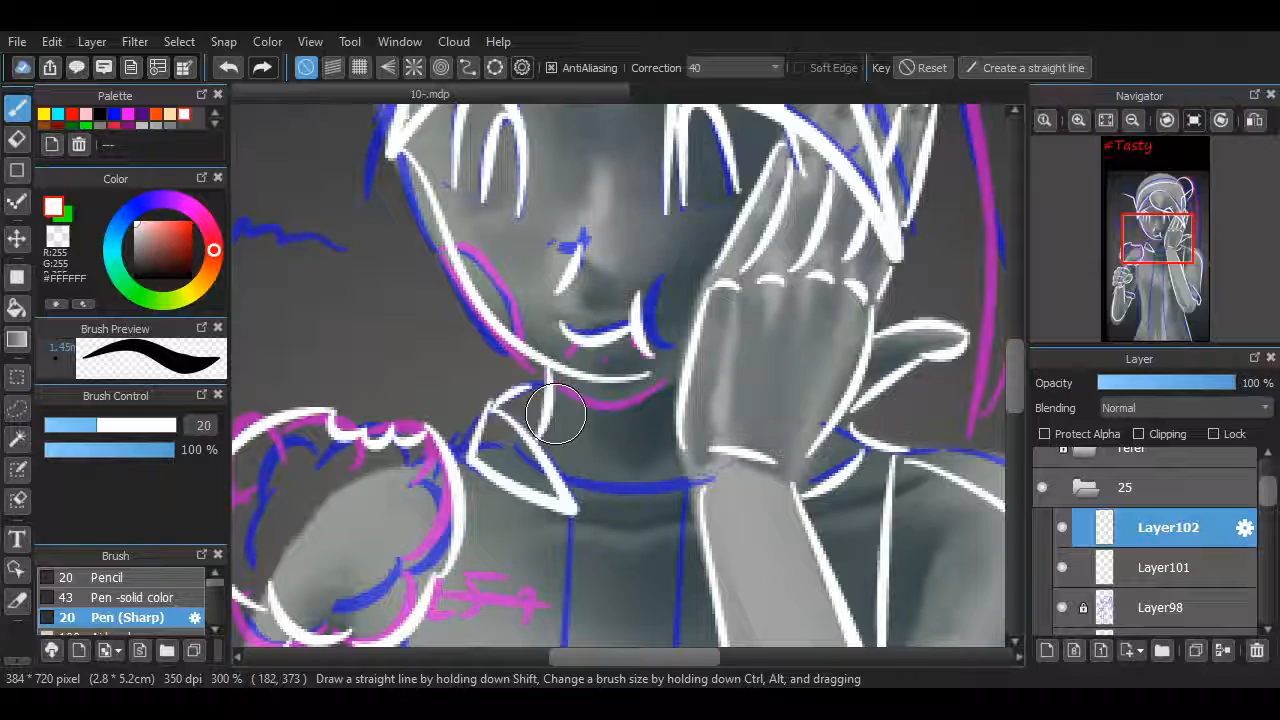 File Edit Layer Filter Select Snap Color View Tool Window Cloud Help
AntiAliasing Correction 40 Soft Edge Key Reset Create a straight line
Palette
10-.mdp
Navigator
---
#Tasty
Color
R:255
G:255
#FFFFFF
Brush Preview
1.45
Brush Control
20
100 %
Brush
20 Pencil
43 Pen -solid color
20 Pen (Sharp)
Layer
Opacity 100 %
Blending Normal
Protect Alpha Clipping Lock
25
Layer102
Layer101
Layer98
384 * 720 pixel (2.8 * 5.2cm) 350 dpi 300 % ( 182, 373 ) Draw a straight line by holding down Shift, Change a brush size by holding down Ctrl, Alt, and dragging